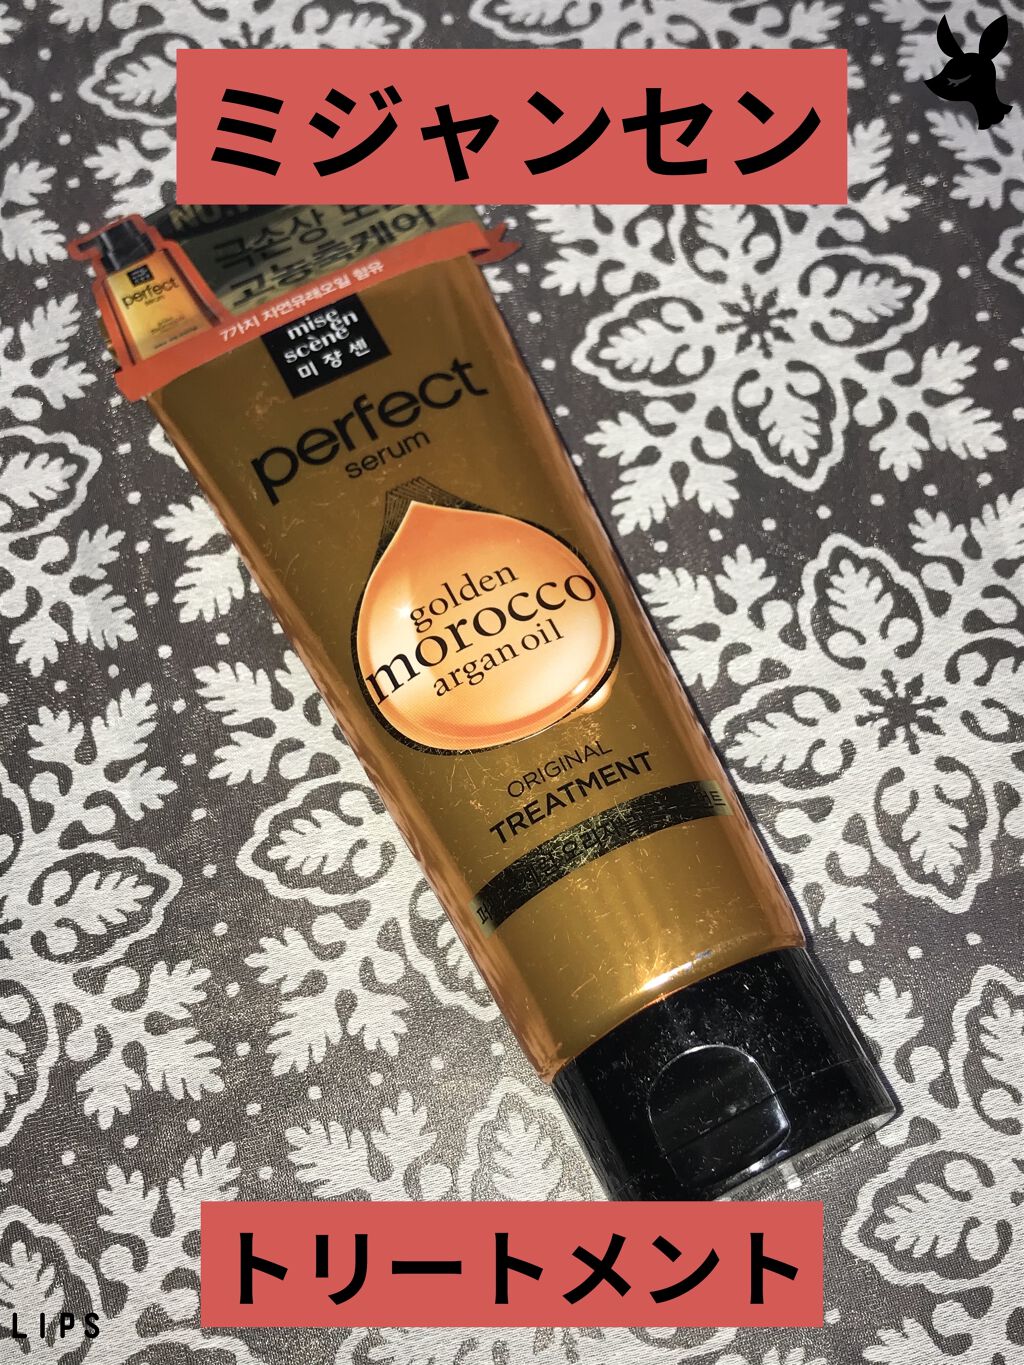 ミジャンセン
극손상 모발
고농축케어
perfect
serum
7가지 자연유래오일 함유
mise
en
scène
미장센
perfect
serum
golden
morocco
argan oil
ORIGINAL
TREATMENT
トリートメント
LIPS